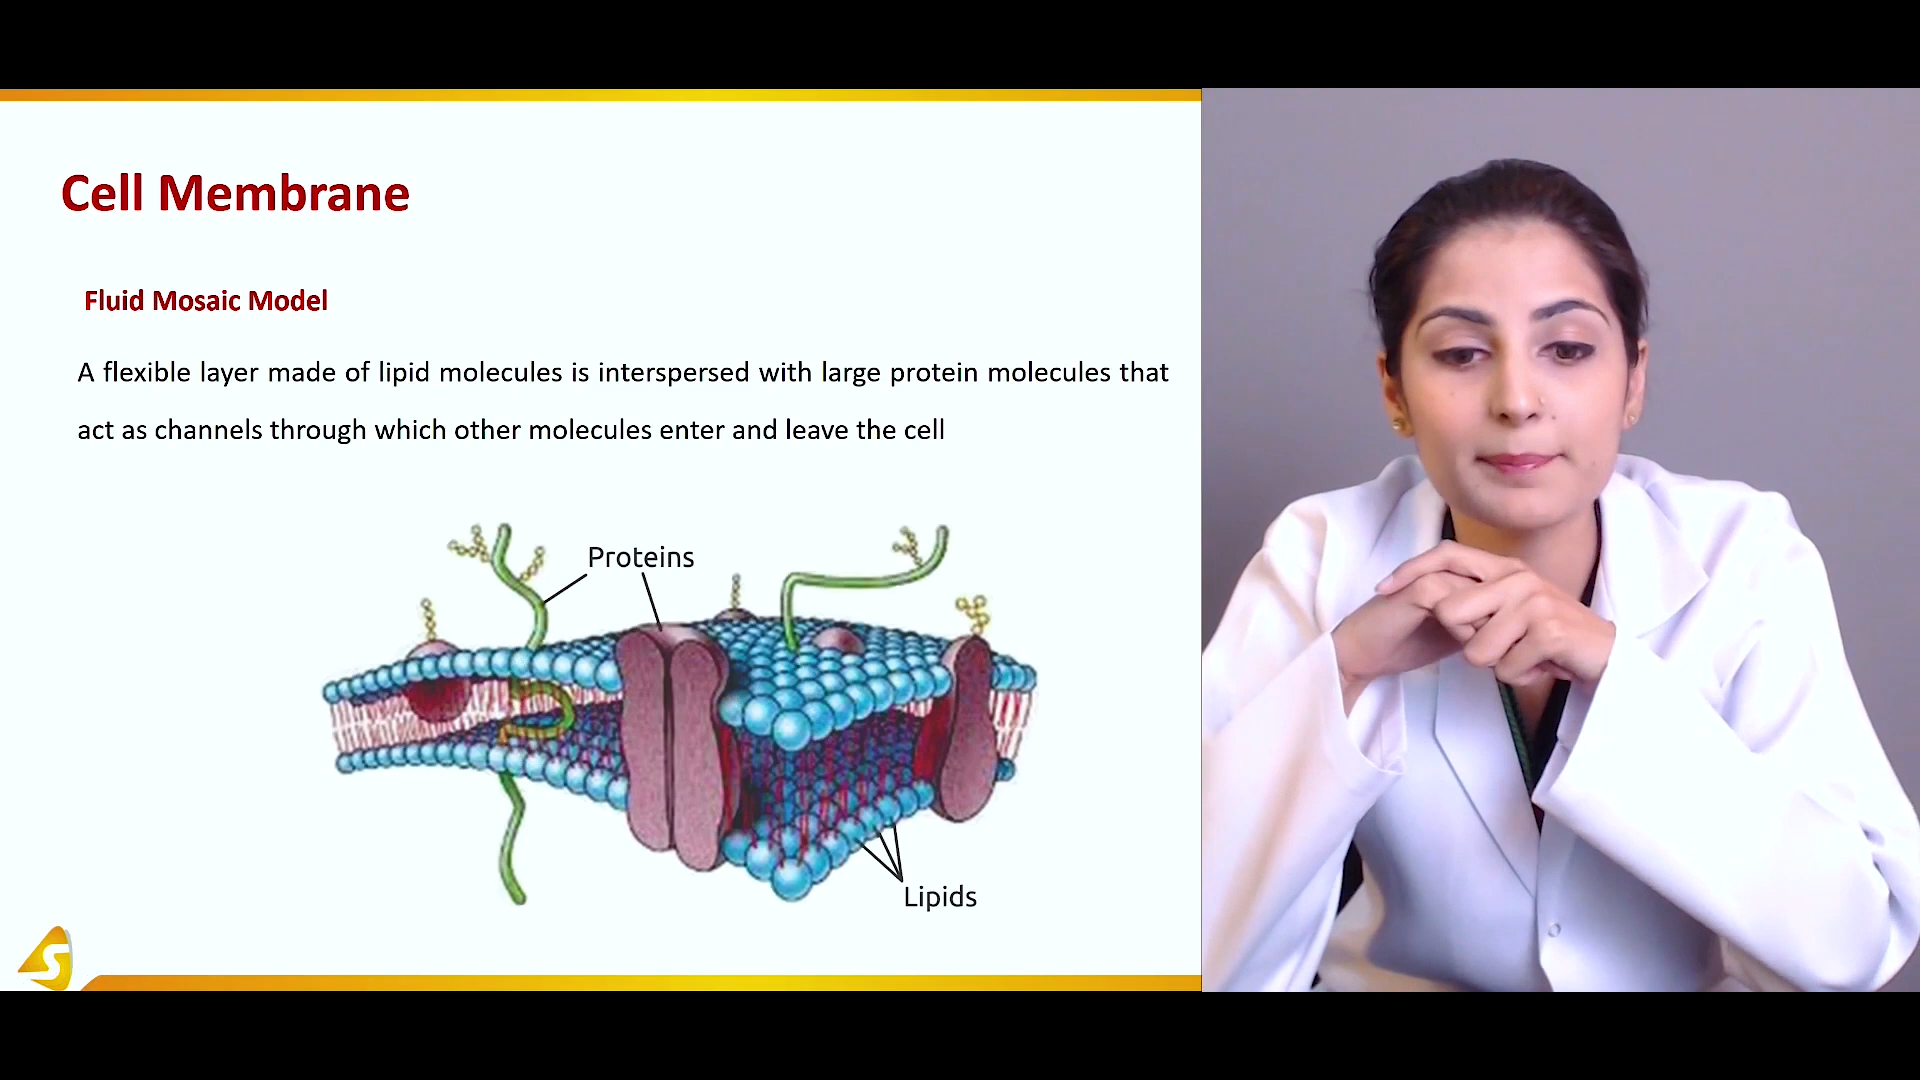 Cell Membrane
Fluid Mosaic Model
A flexible layer made of lipid molecules is interspersed with large protein molecules that
act as channels through which other molecules enter and leave the cell
Proteins
Lipids
S